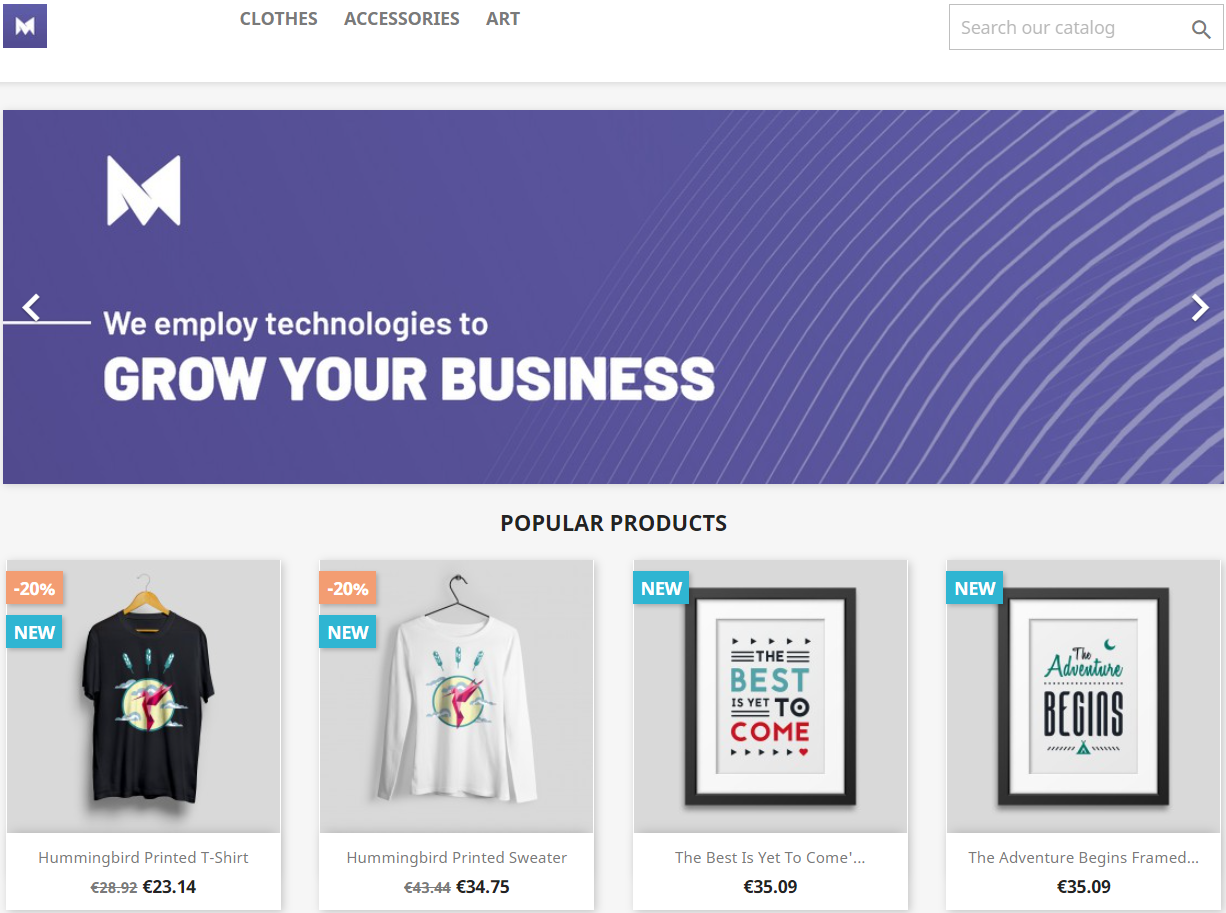 CLOTHES ACCESSORIES ART
Search our catalog
We employ technologies to
GROW YOUR BUSINESS
POPULAR PRODUCTS
-20%
NEW
-20%
NEW
NEW
THE
BEST
IS YET TO
COME
NEW
The
Adventure
BEGINS
Hummingbird Printed T-Shirt
€28.92 €23.14
Hummingbird Printed Sweater
€43.44 €34.75
The Best Is Yet To Come'...
€35.09
The Adventure Begins Framed...
€35.09